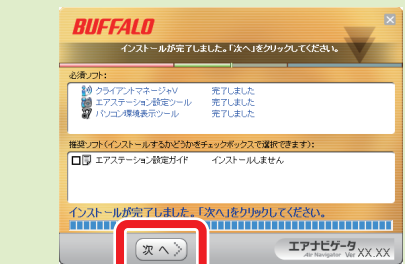 BUFFALO
インストールが完了しました。「次へ」をクリックしてください。
必須ソフト:
クライアントマネージャV 完了しました
エアステーション設定ツール 完了しました
パソコン環境表示ツール 完了しました
推奨ソフト(インストールするかどうかをチェックボックスで選択できます):
エアステーション設定ガイド インストールしません
インストールが完了しました。「次へ」をクリックしてください。
次へ
エアナビゲータ
Air Navigator Ver XX.XX